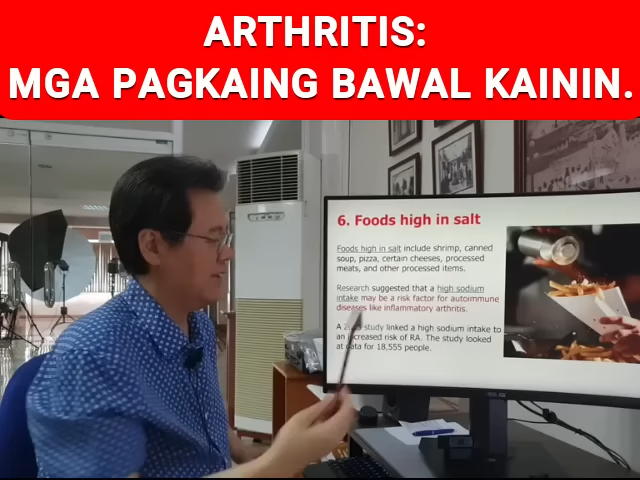 ARTHRITIS:
MGA PAGKAING BAWAL KAININ.
6. Foods high in salt
Foods high in salt include shrimp, canned
soup, pizza, certain cheeses, processed
meats, and other processed items.
Research suggested that a high sodium
intake may be a risk factor for autoimmune
diseases like inflammatory arthritis.
A study linked a high sodium intake to
an increased risk of RA. The study looked
at data for 18,555 people.